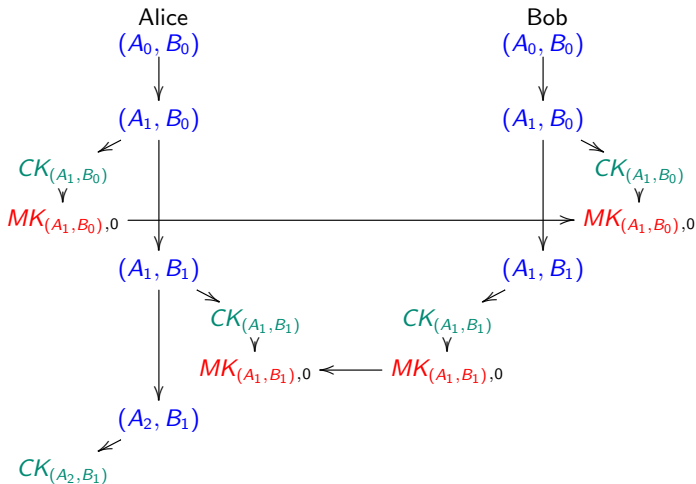 Alice Bob
(A₀, B₀) (A₀, B₀)
(A₁, B₀) (A₁, B₀)
CK₍A₁,B₀₎ CK₍A₁,B₀₎
MK₍A₁,B₀₎,₀ MK₍A₁,B₀₎,₀
(A₁, B₁) (A₁, B₁)
CK₍A₁,B₁₎ CK₍A₁,B₁₎
MK₍A₁,B₁₎,₀ MK₍A₁,B₁₎,₀
(A₂, B₁)
CK₍A₂,B₁₎